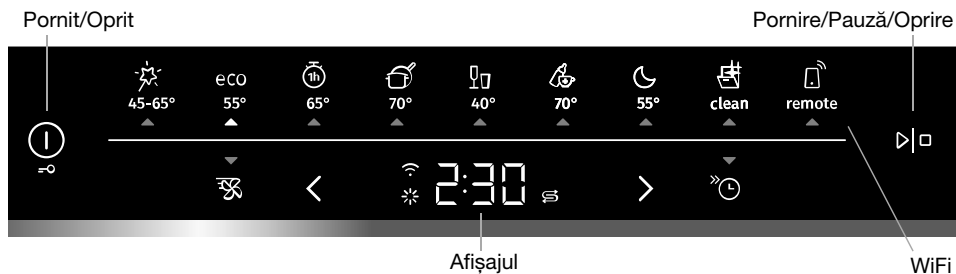 Pornit/Oprit
Pornire/Pauză/Oprire
eco
1h
45-65° 55° 65° 70° 40° 70° 55° clean remote
2:30
Afișajul
WiFi